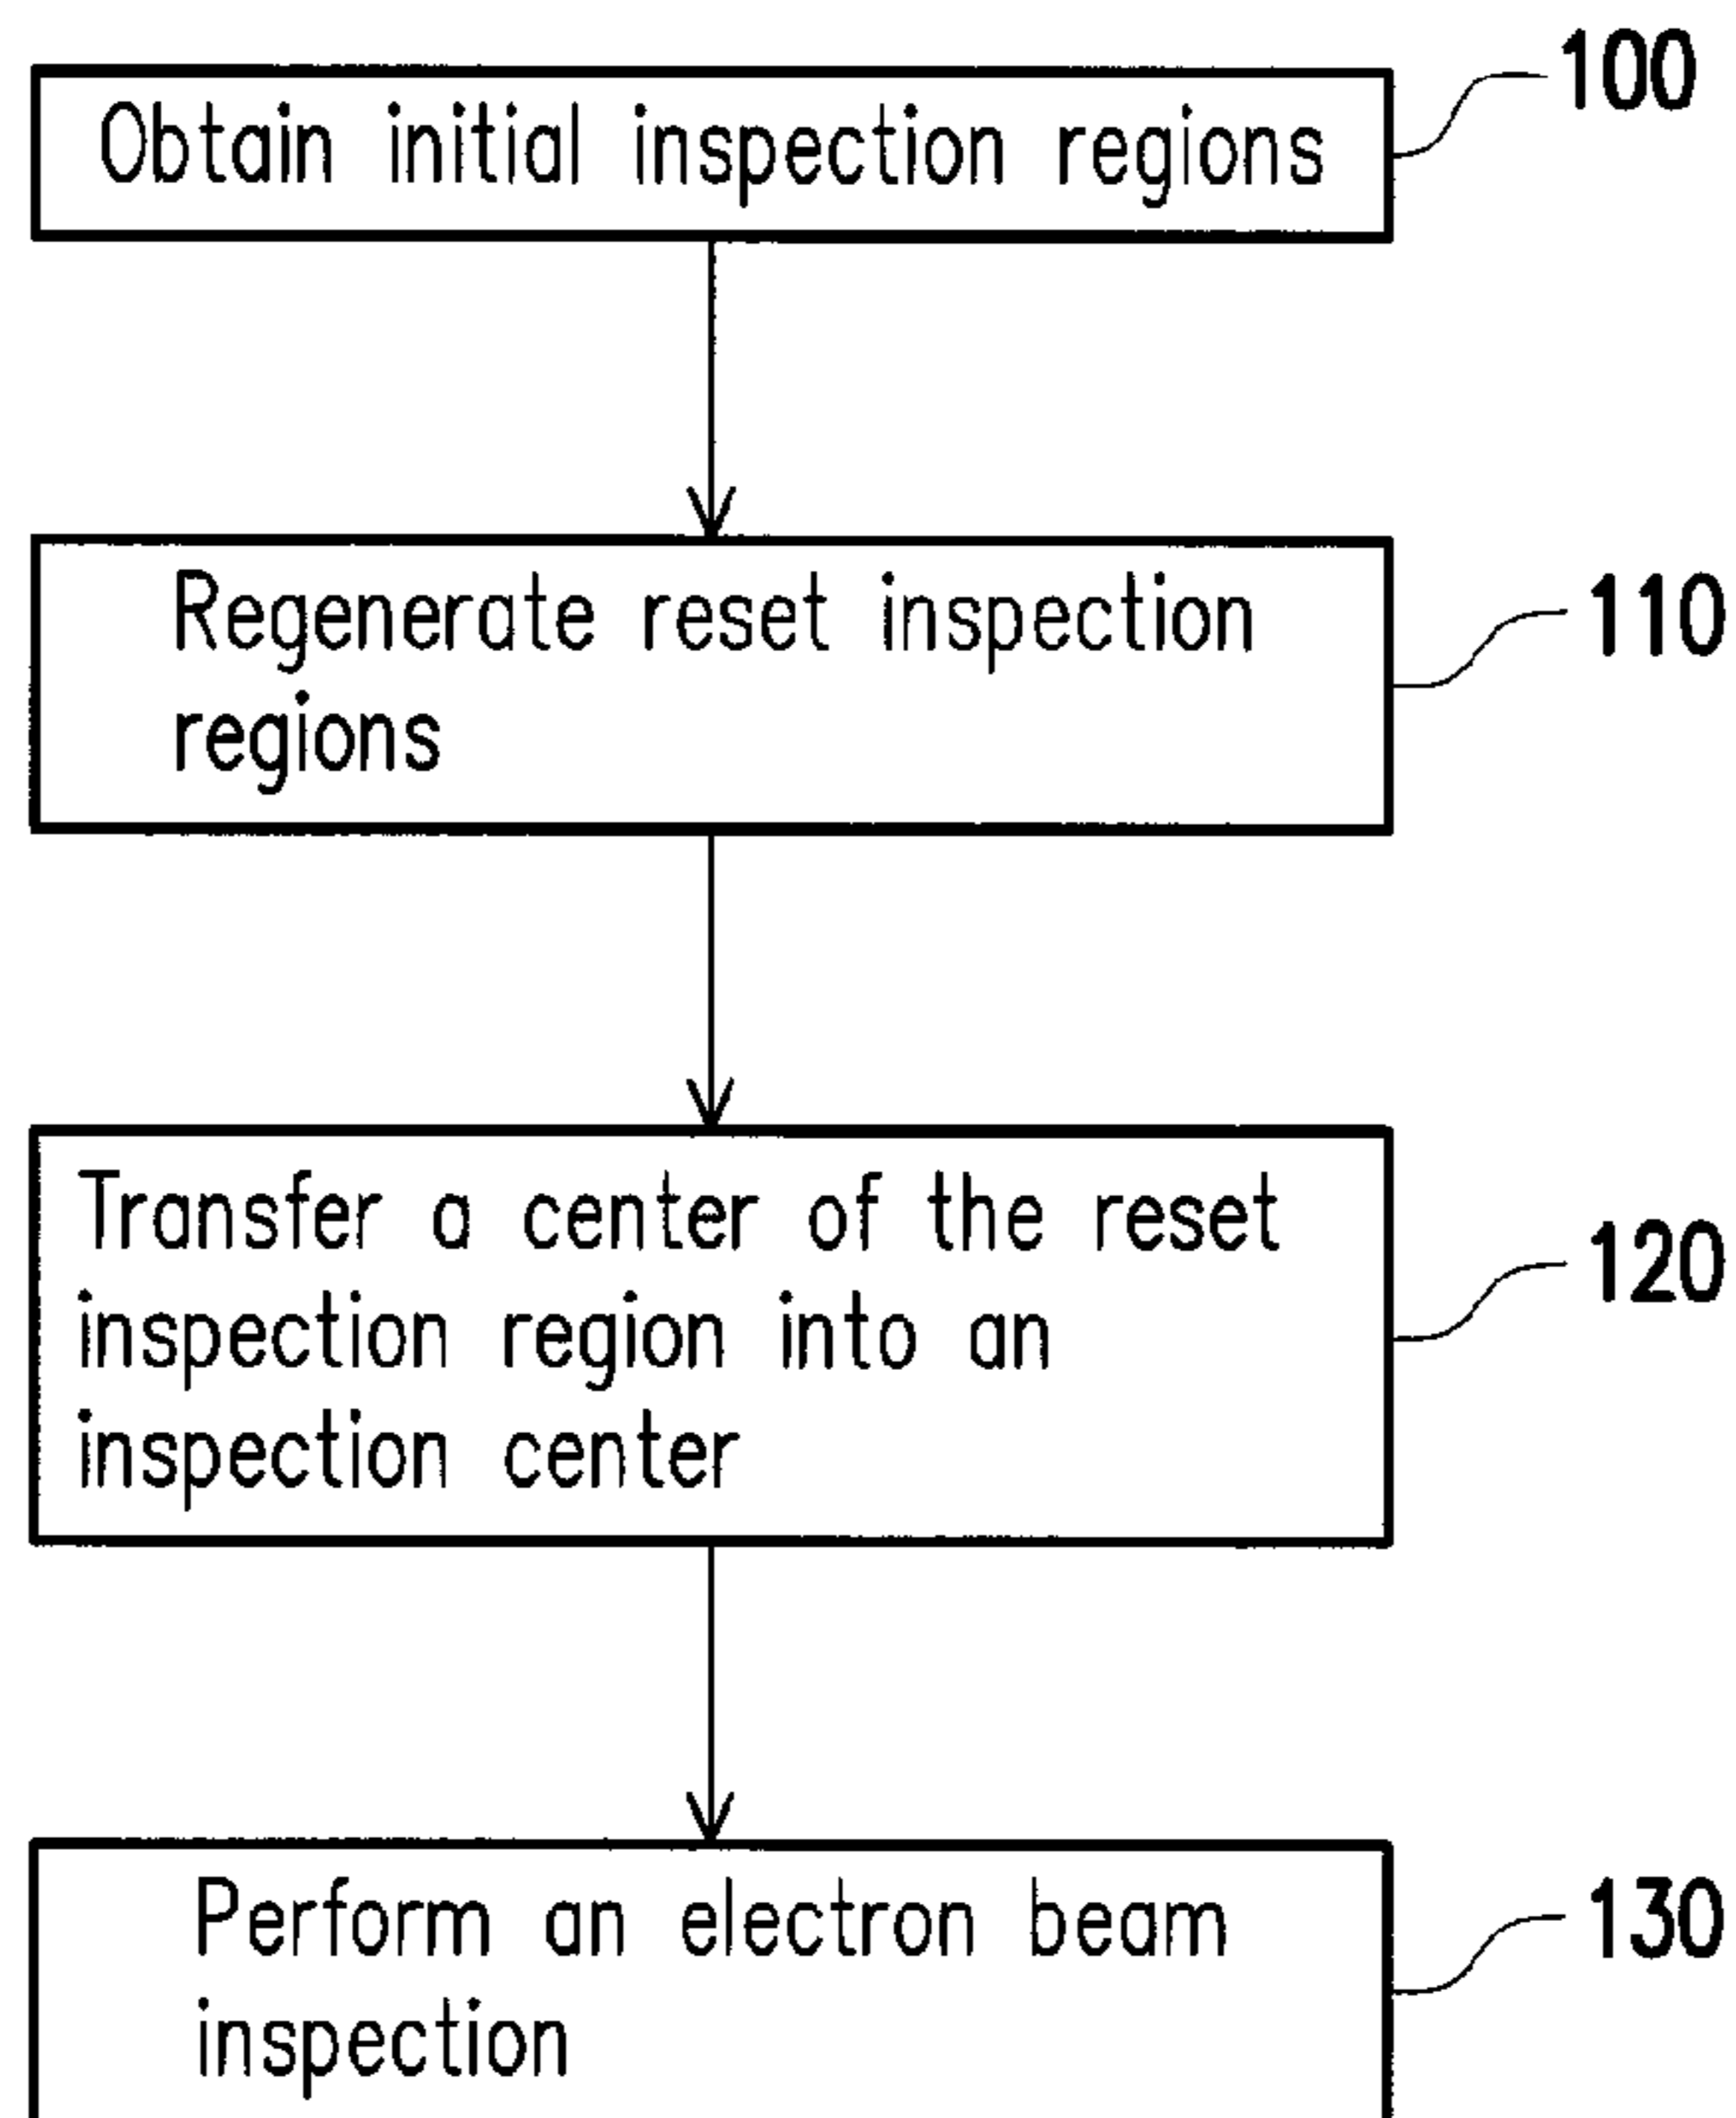 100
Obtain initial inspection regions
110
Regenerate reset inspection
regions
120
Transfer a center of the reset
inspection region into an
inspection center
130
Perform an electron beam
inspection